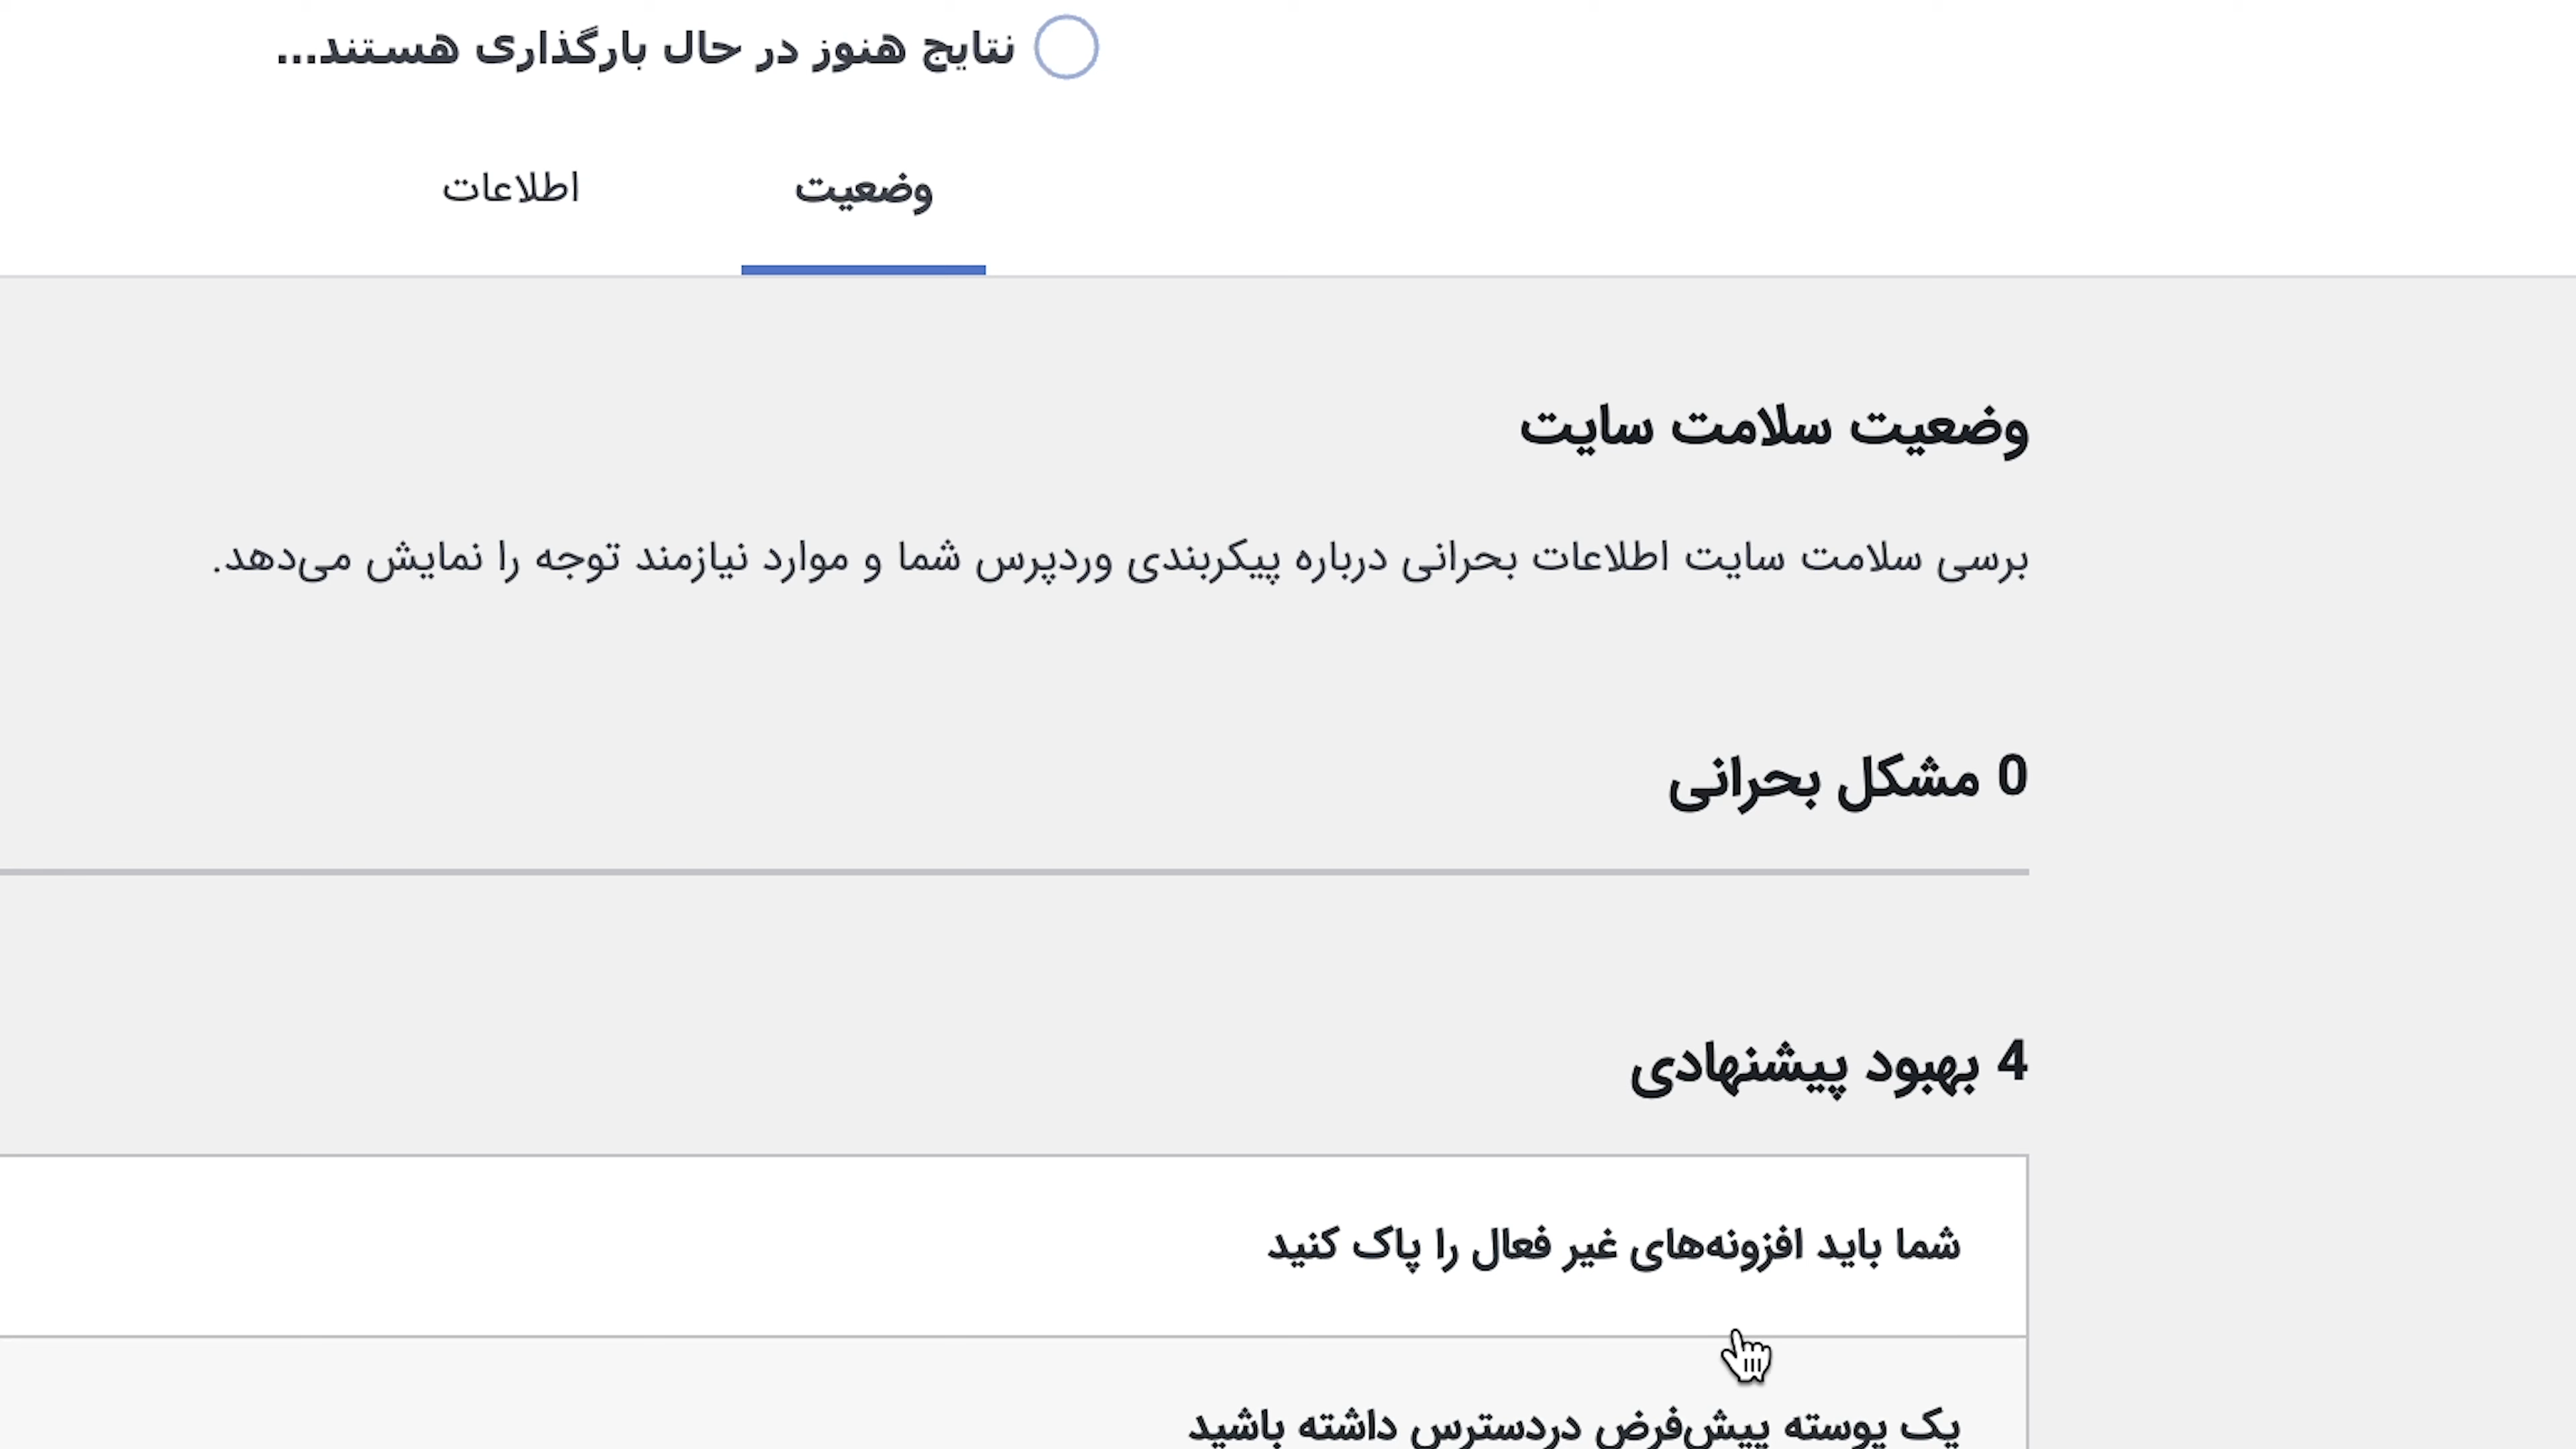 نتایج هنوز در حال بارگذاری هستند...
وضعیت
اطلاعات
وضعیت سلامت سایت
برسی سلامت سایت اطلاعات بحرانی درباره پیکربندی وردپرس شما و موارد نیازمند توجه را نمایش می‌دهد.
0 مشکل بحرانی
4 بهبود پیشنهادی
شما باید افزونه‌های غیر فعال را پاک کنید
یک پوسته پیش‌فرض دردسترس داشته باشید